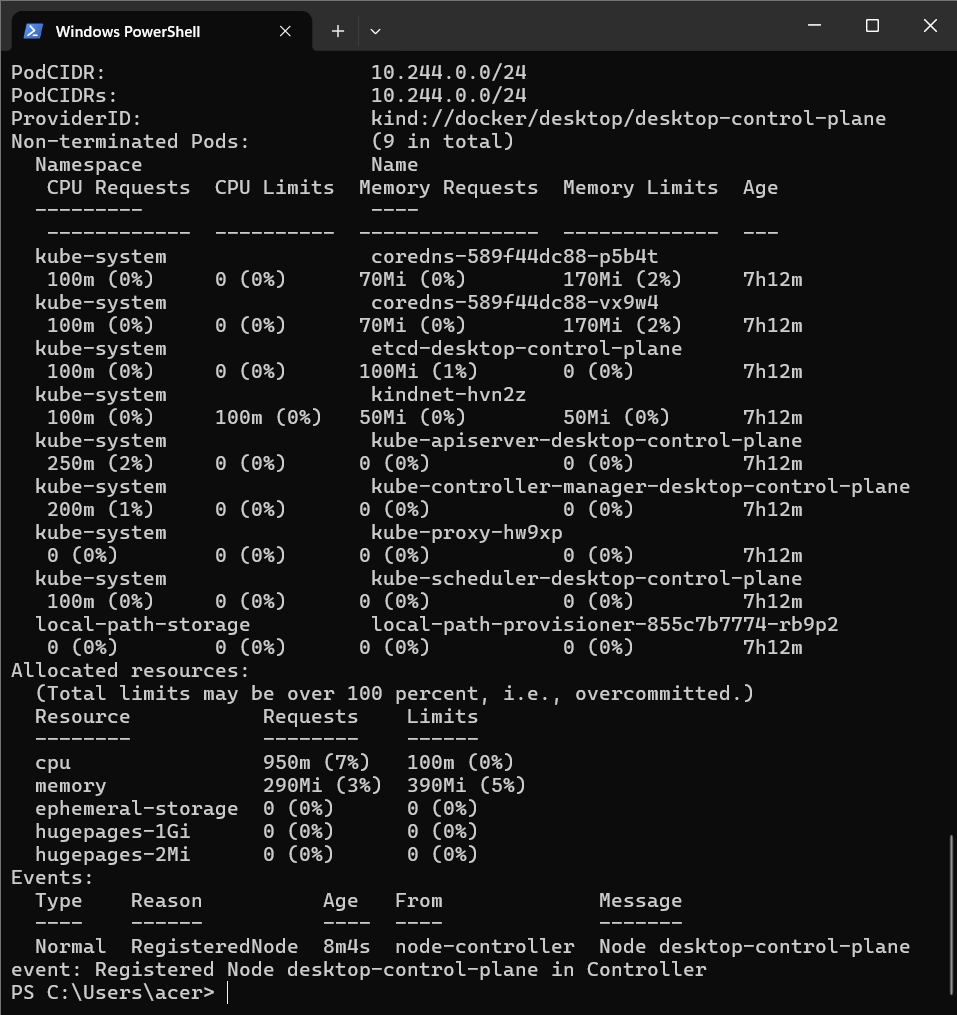 Windows PowerShell
PodCIDR:                      10.244.0.0/24
PodCIDRs:                     10.244.0.0/24
ProviderID:                   kind://docker/desktop/desktop-control-plane
Non-terminated Pods:          (9 in total)
  Namespace                   Name
   CPU Requests  CPU Limits  Memory Requests  Memory Limits  Age
  ---------                   ----
   ------------  ----------  ---------------  -------------  ---
  kube-system                 coredns-589f44dc88-p5b4t
   100m (0%)     0 (0%)      70Mi (0%)        170Mi (2%)     7h12m
  kube-system                 coredns-589f44dc88-vx9w4
   100m (0%)     0 (0%)      70Mi (0%)        170Mi (2%)     7h12m
  kube-system                 etcd-desktop-control-plane
   100m (0%)     0 (0%)      100Mi (1%)       0 (0%)         7h12m
  kube-system                 kindnet-hvn2z
   100m (0%)     100m (0%)   50Mi (0%)        50Mi (0%)      7h12m
  kube-system                 kube-apiserver-desktop-control-plane
   250m (2%)     0 (0%)      0 (0%)           0 (0%)         7h12m
  kube-system                 kube-controller-manager-desktop-control-plane
   200m (1%)     0 (0%)      0 (0%)           0 (0%)         7h12m
  kube-system                 kube-proxy-hw9xp
   0 (0%)        0 (0%)      0 (0%)           0 (0%)         7h12m
  kube-system                 kube-scheduler-desktop-control-plane
   100m (0%)     0 (0%)      0 (0%)           0 (0%)         7h12m
  local-path-storage          local-path-provisioner-855c7b7774-rb9p2
   0 (0%)        0 (0%)      0 (0%)           0 (0%)         7h12m
Allocated resources:
  (Total limits may be over 100 percent, i.e., overcommitted.)
  Resource           Requests    Limits
  --------           --------    ------
  cpu                950m (7%)   100m (0%)
  memory             290Mi (3%)  390Mi (5%)
  ephemeral-storage  0 (0%)      0 (0%)
  hugepages-1Gi      0 (0%)      0 (0%)
  hugepages-2Mi      0 (0%)      0 (0%)
Events:
  Type    Reason          Age   From             Message
  ----    ------          ----  ----             -------
  Normal  RegisteredNode  8m4s  node-controller  Node desktop-control-plane
event: Registered Node desktop-control-plane in Controller
PS C:\Users\acer>